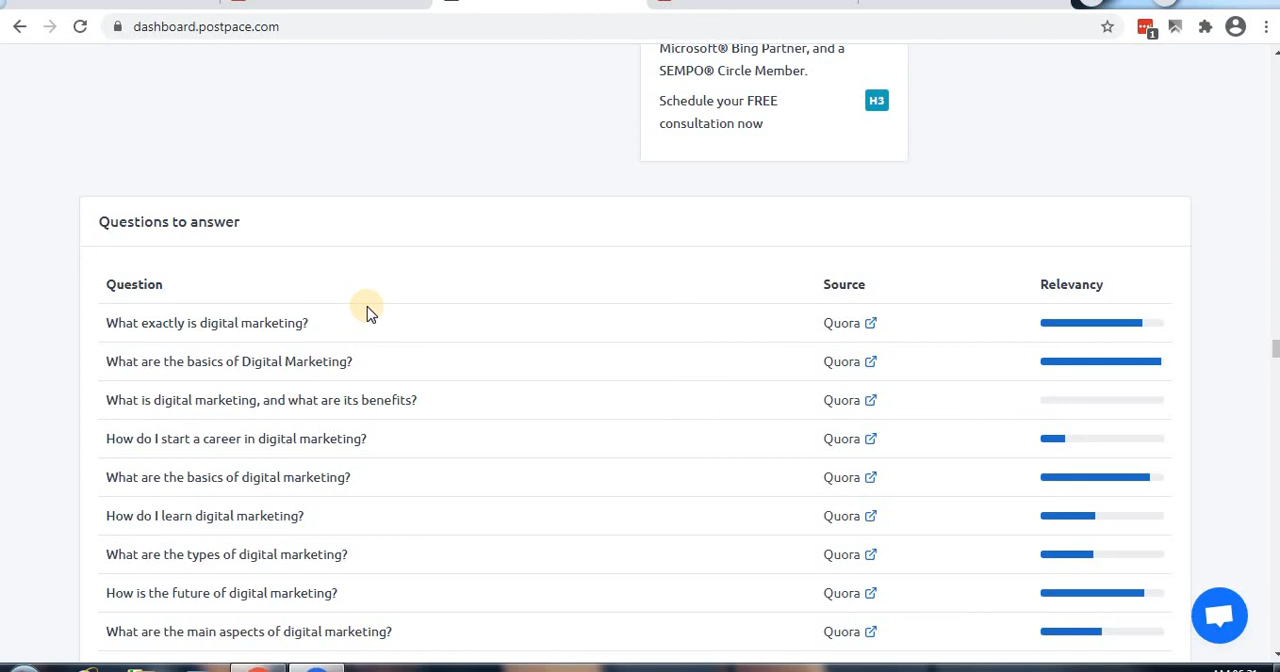 dashboard.postpace.com
1
Microsoft® Bing Partner, and a
SEMPO® Circle Member.
Schedule your FREE
consultation now
H3
Questions to answer
Question Source Relevancy
What exactly is digital marketing? Quora
What are the basics of Digital Marketing? Quora
What is digital marketing, and what are its benefits? Quora
How do I start a career in digital marketing? Quora
What are the basics of digital marketing? Quora
How do I learn digital marketing? Quora
What are the types of digital marketing? Quora
How is the future of digital marketing? Quora
What are the main aspects of digital marketing? Quora